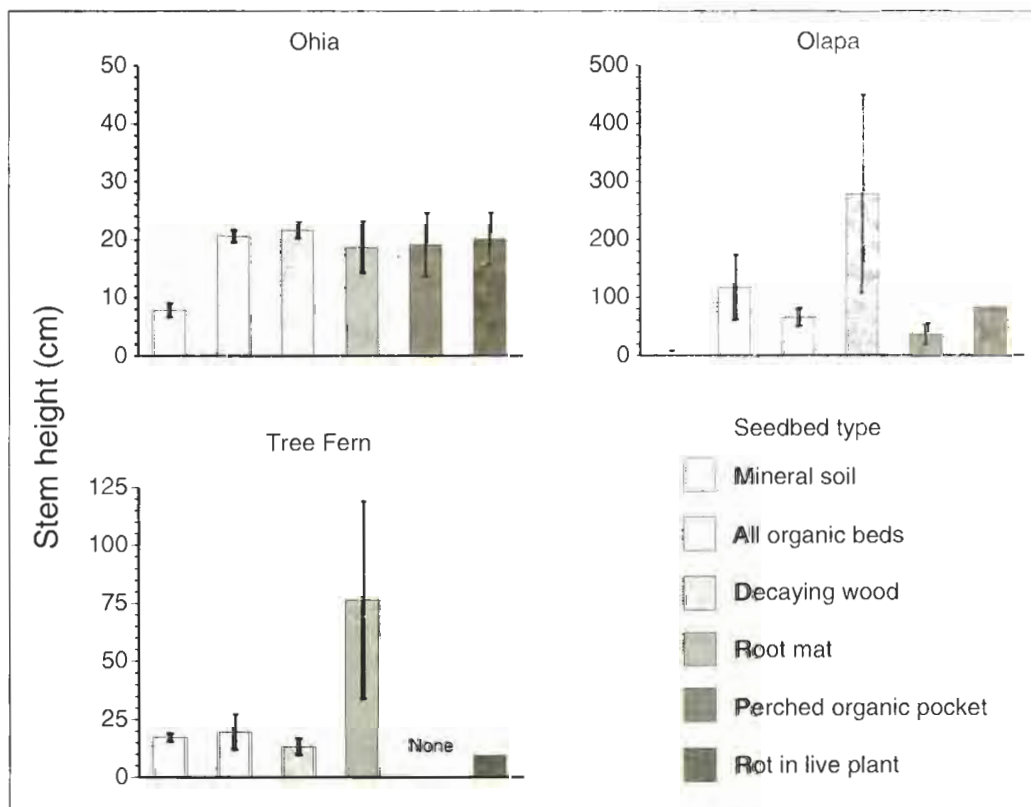 Ohia
50
40
30
20
10
0
Olapa
500
400
300
200
100
0
Stem height (cm)
Tree Fern
125
100
75
50
25
0
None
Seedbed type
Mineral soil
All organic beds
Decaying wood
Root mat
Perched organic pocket
Rot in live plant